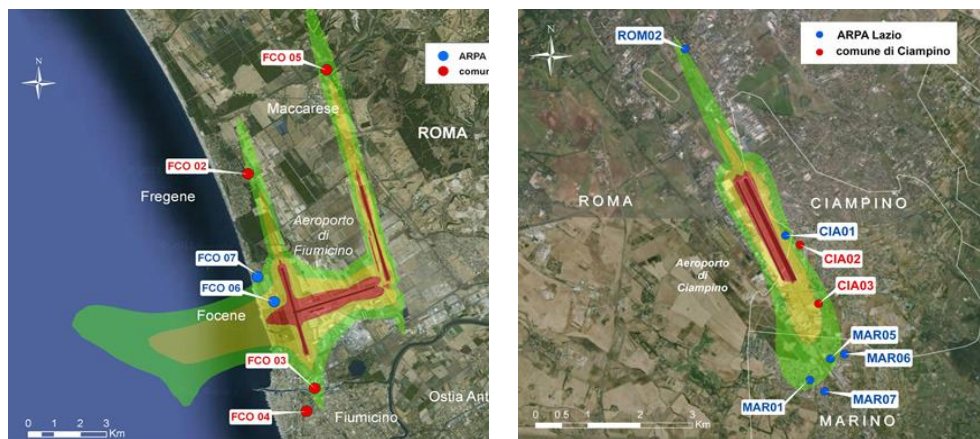 FCO 05
ARPA
comu
Maccarese
ROMA
FCO 02
Fregene
Aeroporto
di
Fiumicino
FCO 07
FCO 06
Focene
FCO 03
FCO 04
Fiumicino
Ostia Ant
0 1 2 3
Km
ROM02
ARPA Lazio
comune di Ciampino
ROMA
CIAMPINO
CIA01
CIA02
Aeroporto
di
Ciampino
CIA03
MAR05
MAR06
MAR01
MAR07
MARINO
0 0.5 1 2 3
Km